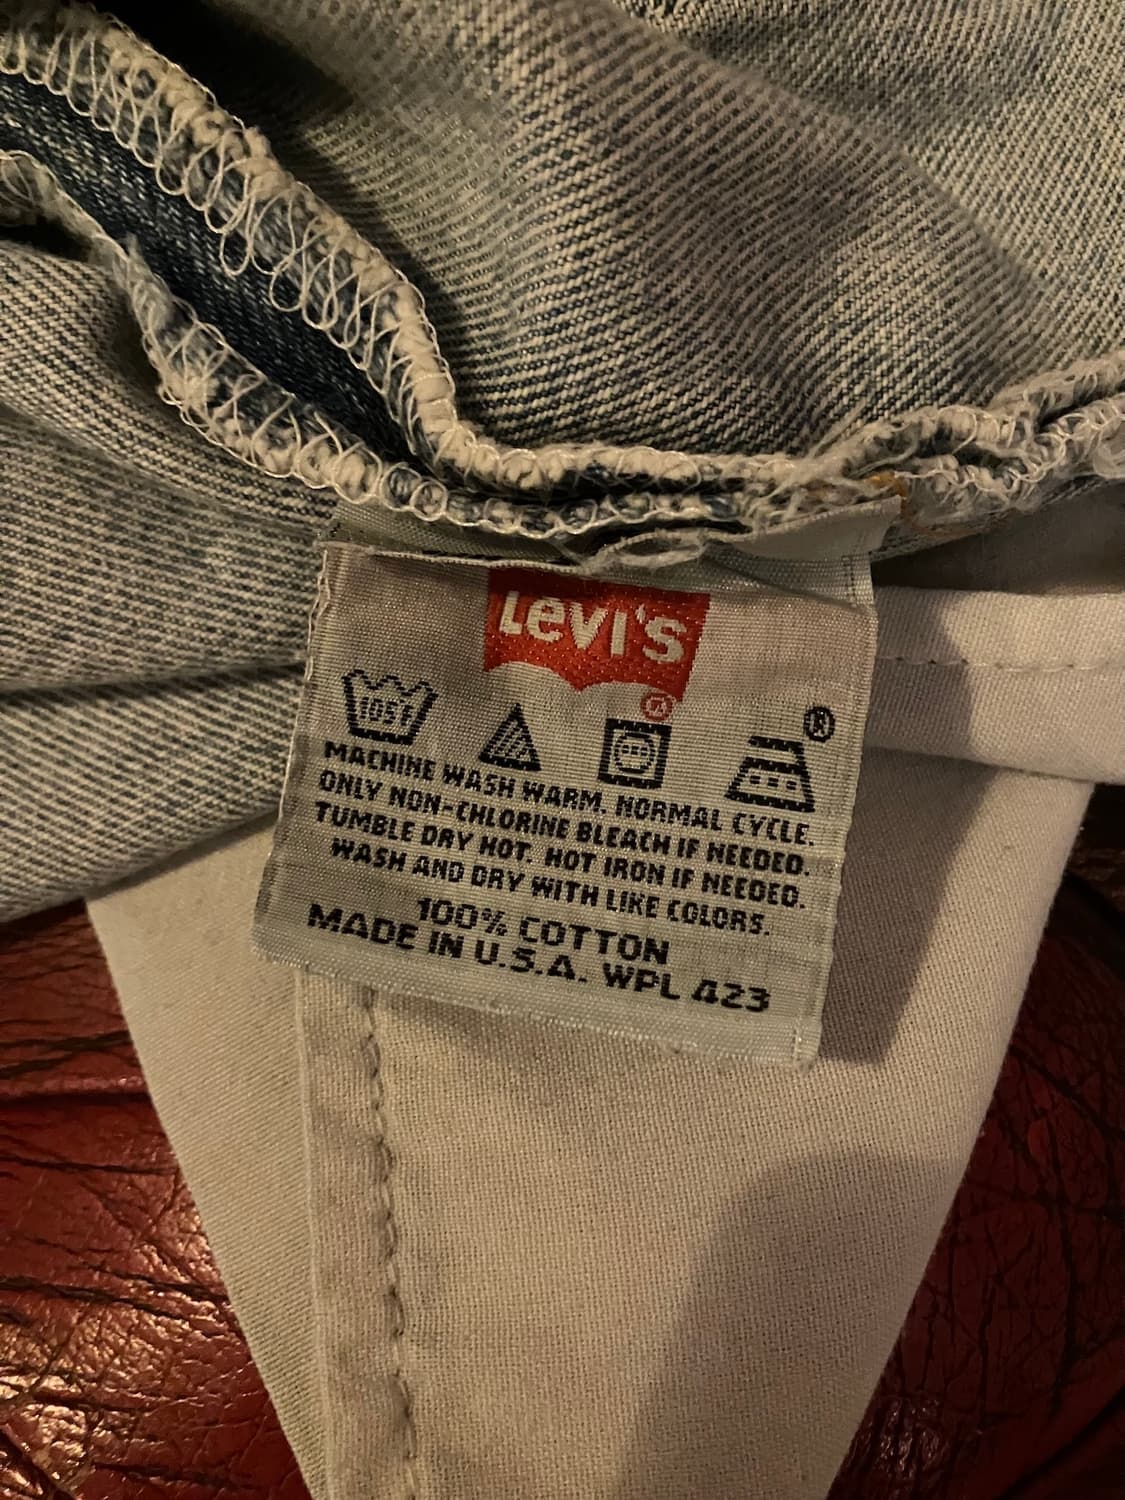 Levi's
®
105F
®
MACHINE WASH WARM. NORMAL CYCLE.
ONLY NON-CHLORINE BLEACH IF NEEDED.
TUMBLE DRY HOT. HOT IRON IF NEEDED.
WASH AND DRY WITH LIKE COLORS.
100% COTTON
MADE IN U.S.A. WPL 423